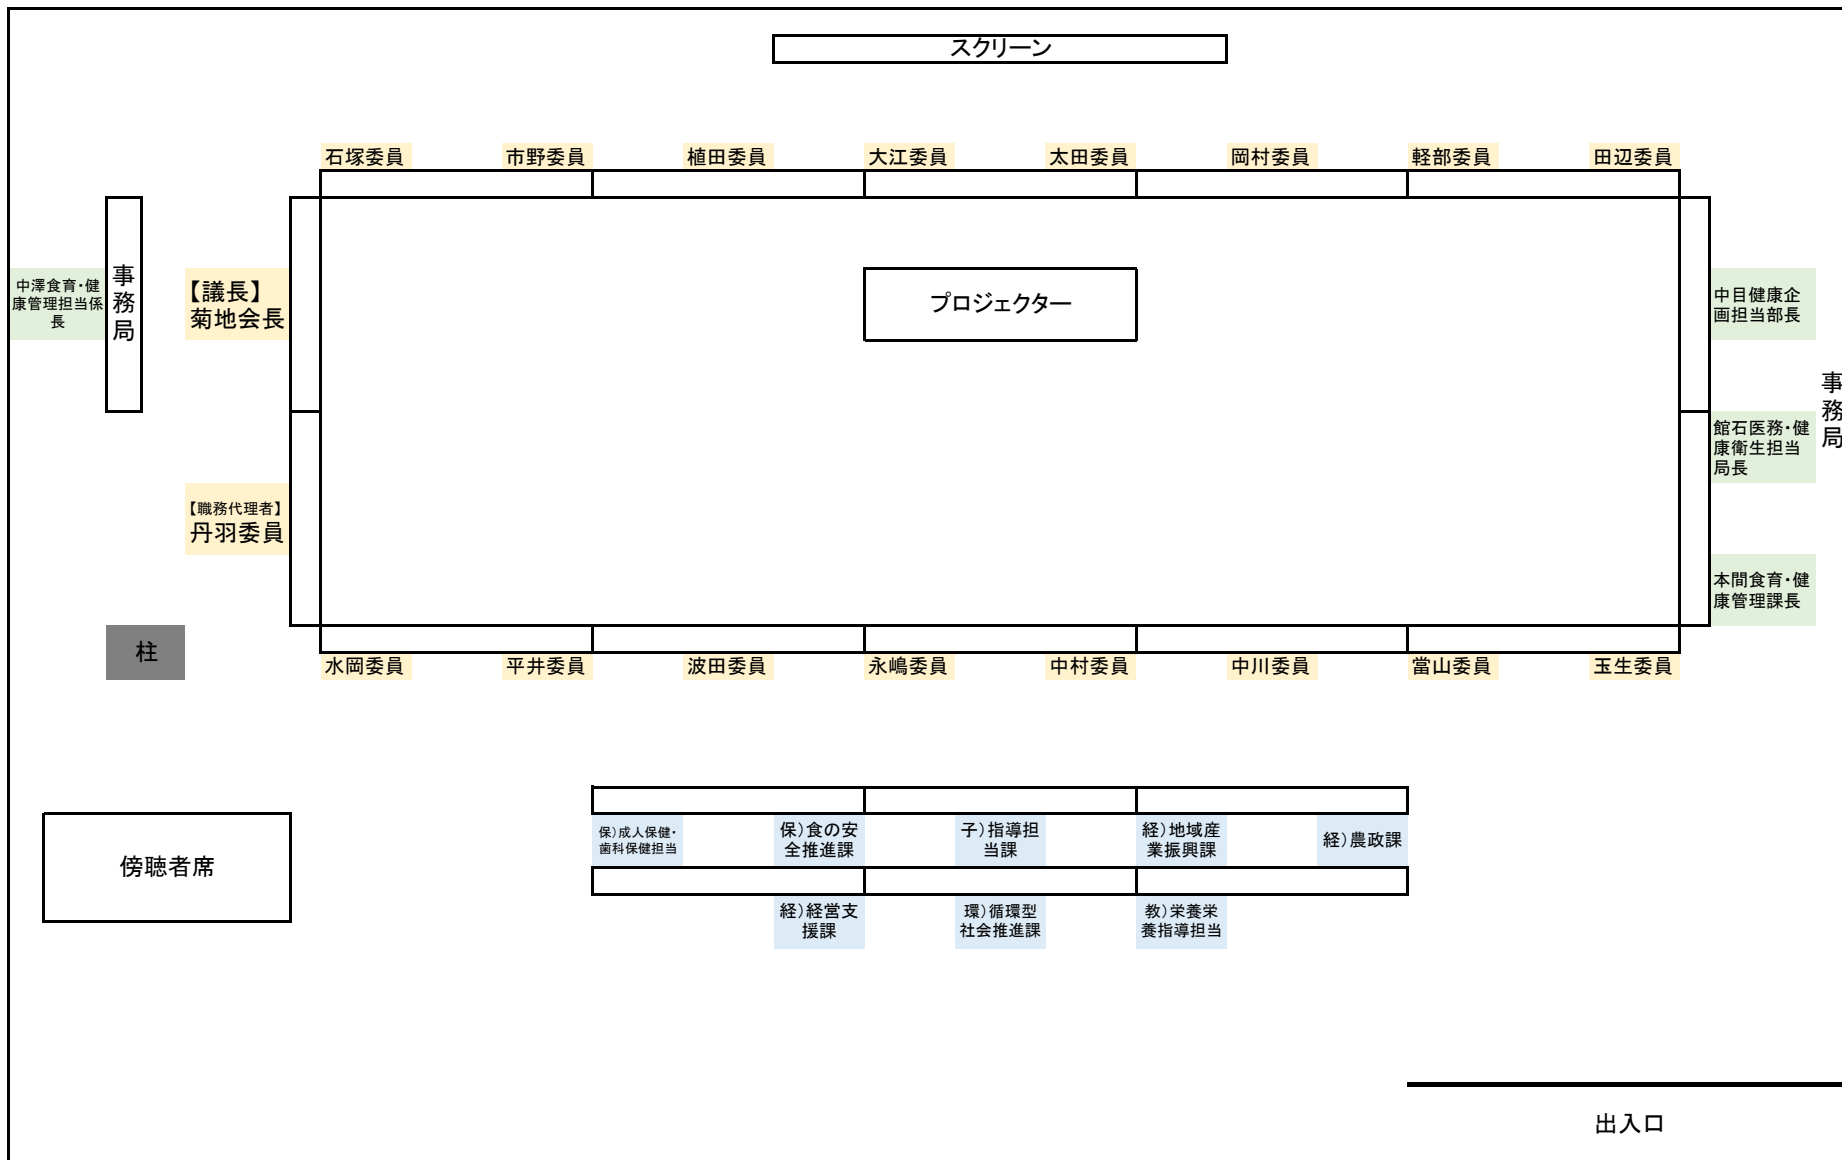 スクリーン
石塚委員
市野委員
植田委員
大江委員
太田委員
岡村委員
軽部委員
田辺委員
中澤食育・健
康管理担当係
長
事務局
【議長】
菊地会長
プロジェクター
中目健康企
画担当部長
事務局
館石医務・健
康衛生担当
局長
【職務代理者】
丹羽委員
本間食育・健
康管理課長
柱
水岡委員
平井委員
波田委員
永嶋委員
中村委員
中川委員
當山委員
玉生委員
傍聴者席
保）成人保健・
歯科保健担当
保）食の安
全推進課
子）指導担
当課
経）地域産
業振興課
経）農政課
経）経営支
援課
環）循環型
社会推進課
教）栄養栄
養指導担当
出入口